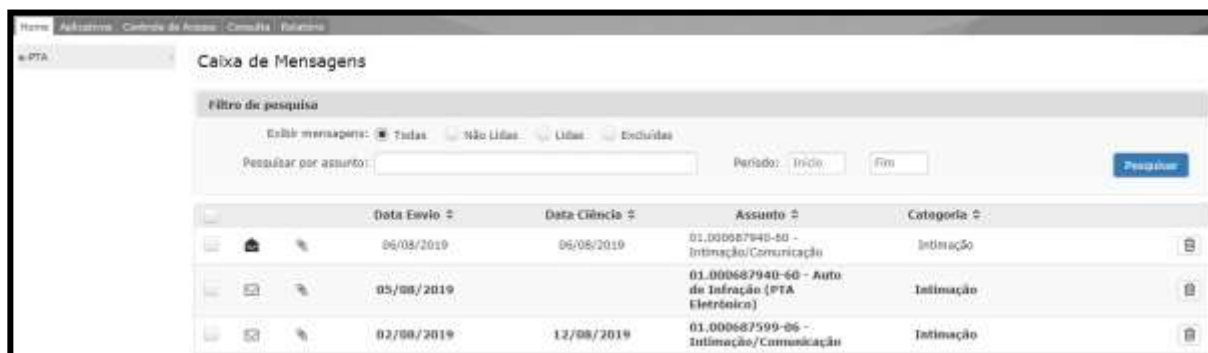 Home Aplicativos Controle de Acesso Consulta Relatório
e-PTA
Caixa de Mensagens
Filtro de pesquisa
Exibir mensagens: Todas Não Lidas Lidas Excluídas
Pesquisar por assunto: Período: Início Fim Pesquisar
Data Envio Data Ciência Assunto Categoria
06/08/2019 06/08/2019 01.000687940-60 - Intimação
Intimação/Comunicação
01.000687940-60 - Auto
05/08/2019 de Infração (PTA Intimação
Eletrônico)
02/08/2019 12/08/2019 01.000687599-06 - Intimação
Intimação/Comunicação